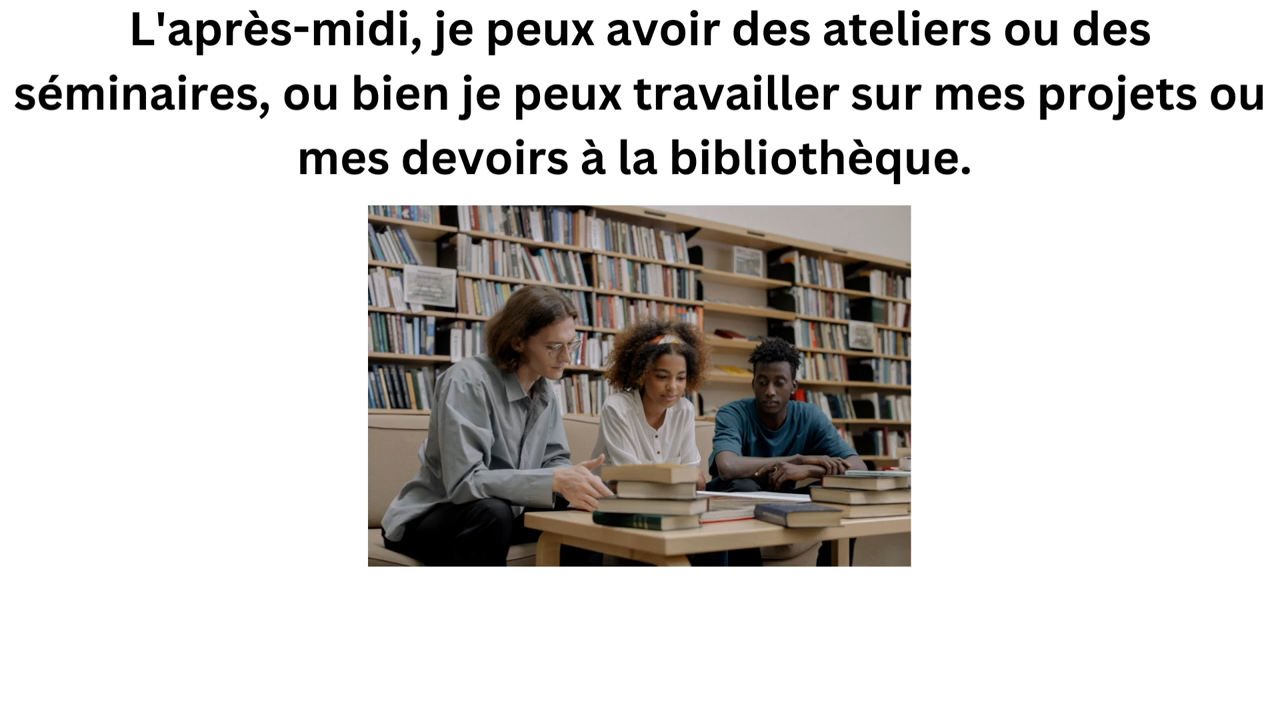 L'après-midi, je peux avoir des ateliers ou des
séminaires, ou bien je peux travailler sur mes projets ou
mes devoirs à la bibliothèque.